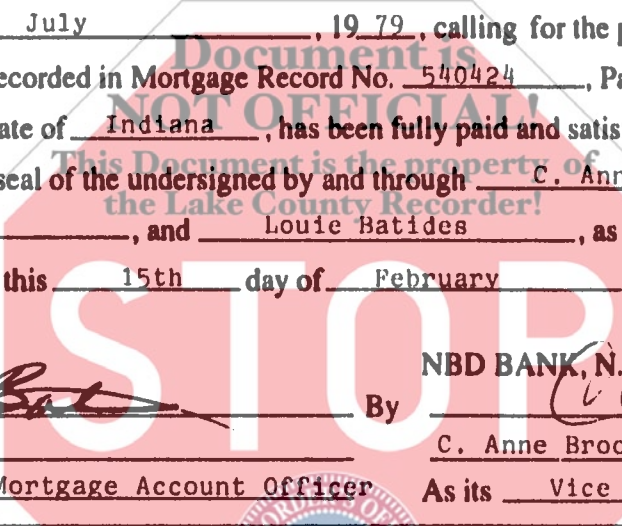 July , 19 79 , calling for the p
Document is
ecorded in Mortgage Record No. 540424 , Pa
NOT OFFICIAL!
ate of Indiana , has been fully paid and satis
This Document is the property of
seal of the undersigned by and through C. Ann
the Lake County Recorder!
, and Louie Batides , as
this 15th day of February
STOP
NBD BANK, N.
By
C. Anne Broo
Mortgage Account Officer As its Vice